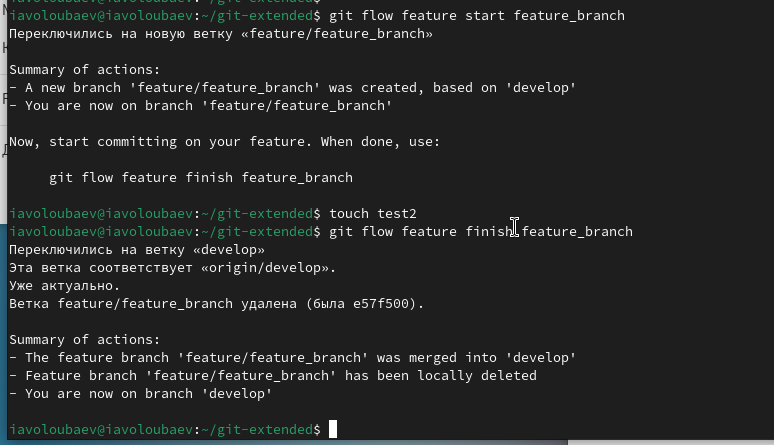 iavoloubaev@iavoloubaev:~/git-extended$ git flow feature start feature_branch
Переключились на новую ветку «feature/feature_branch»
Summary of actions:
- A new branch 'feature/feature_branch' was created, based on 'develop'
- You are now on branch 'feature/feature_branch'
Now, start committing on your feature. When done, use:
git flow feature finish feature_branch
iavoloubaev@iavoloubaev:~/git-extended$ touch test2
iavoloubaev@iavoloubaev:~/git-extended$ git flow feature finish feature_branch
Переключились на ветку «develop»
Эта ветка соответствует «origin/develop».
Уже актуально.
Ветка feature/feature_branch удалена (была e57f500).
Summary of actions:
- The feature branch 'feature/feature_branch' was merged into 'develop'
- Feature branch 'feature/feature_branch' has been locally deleted
- You are now on branch 'develop'
iavoloubaev@iavoloubaev:~/git-extended$